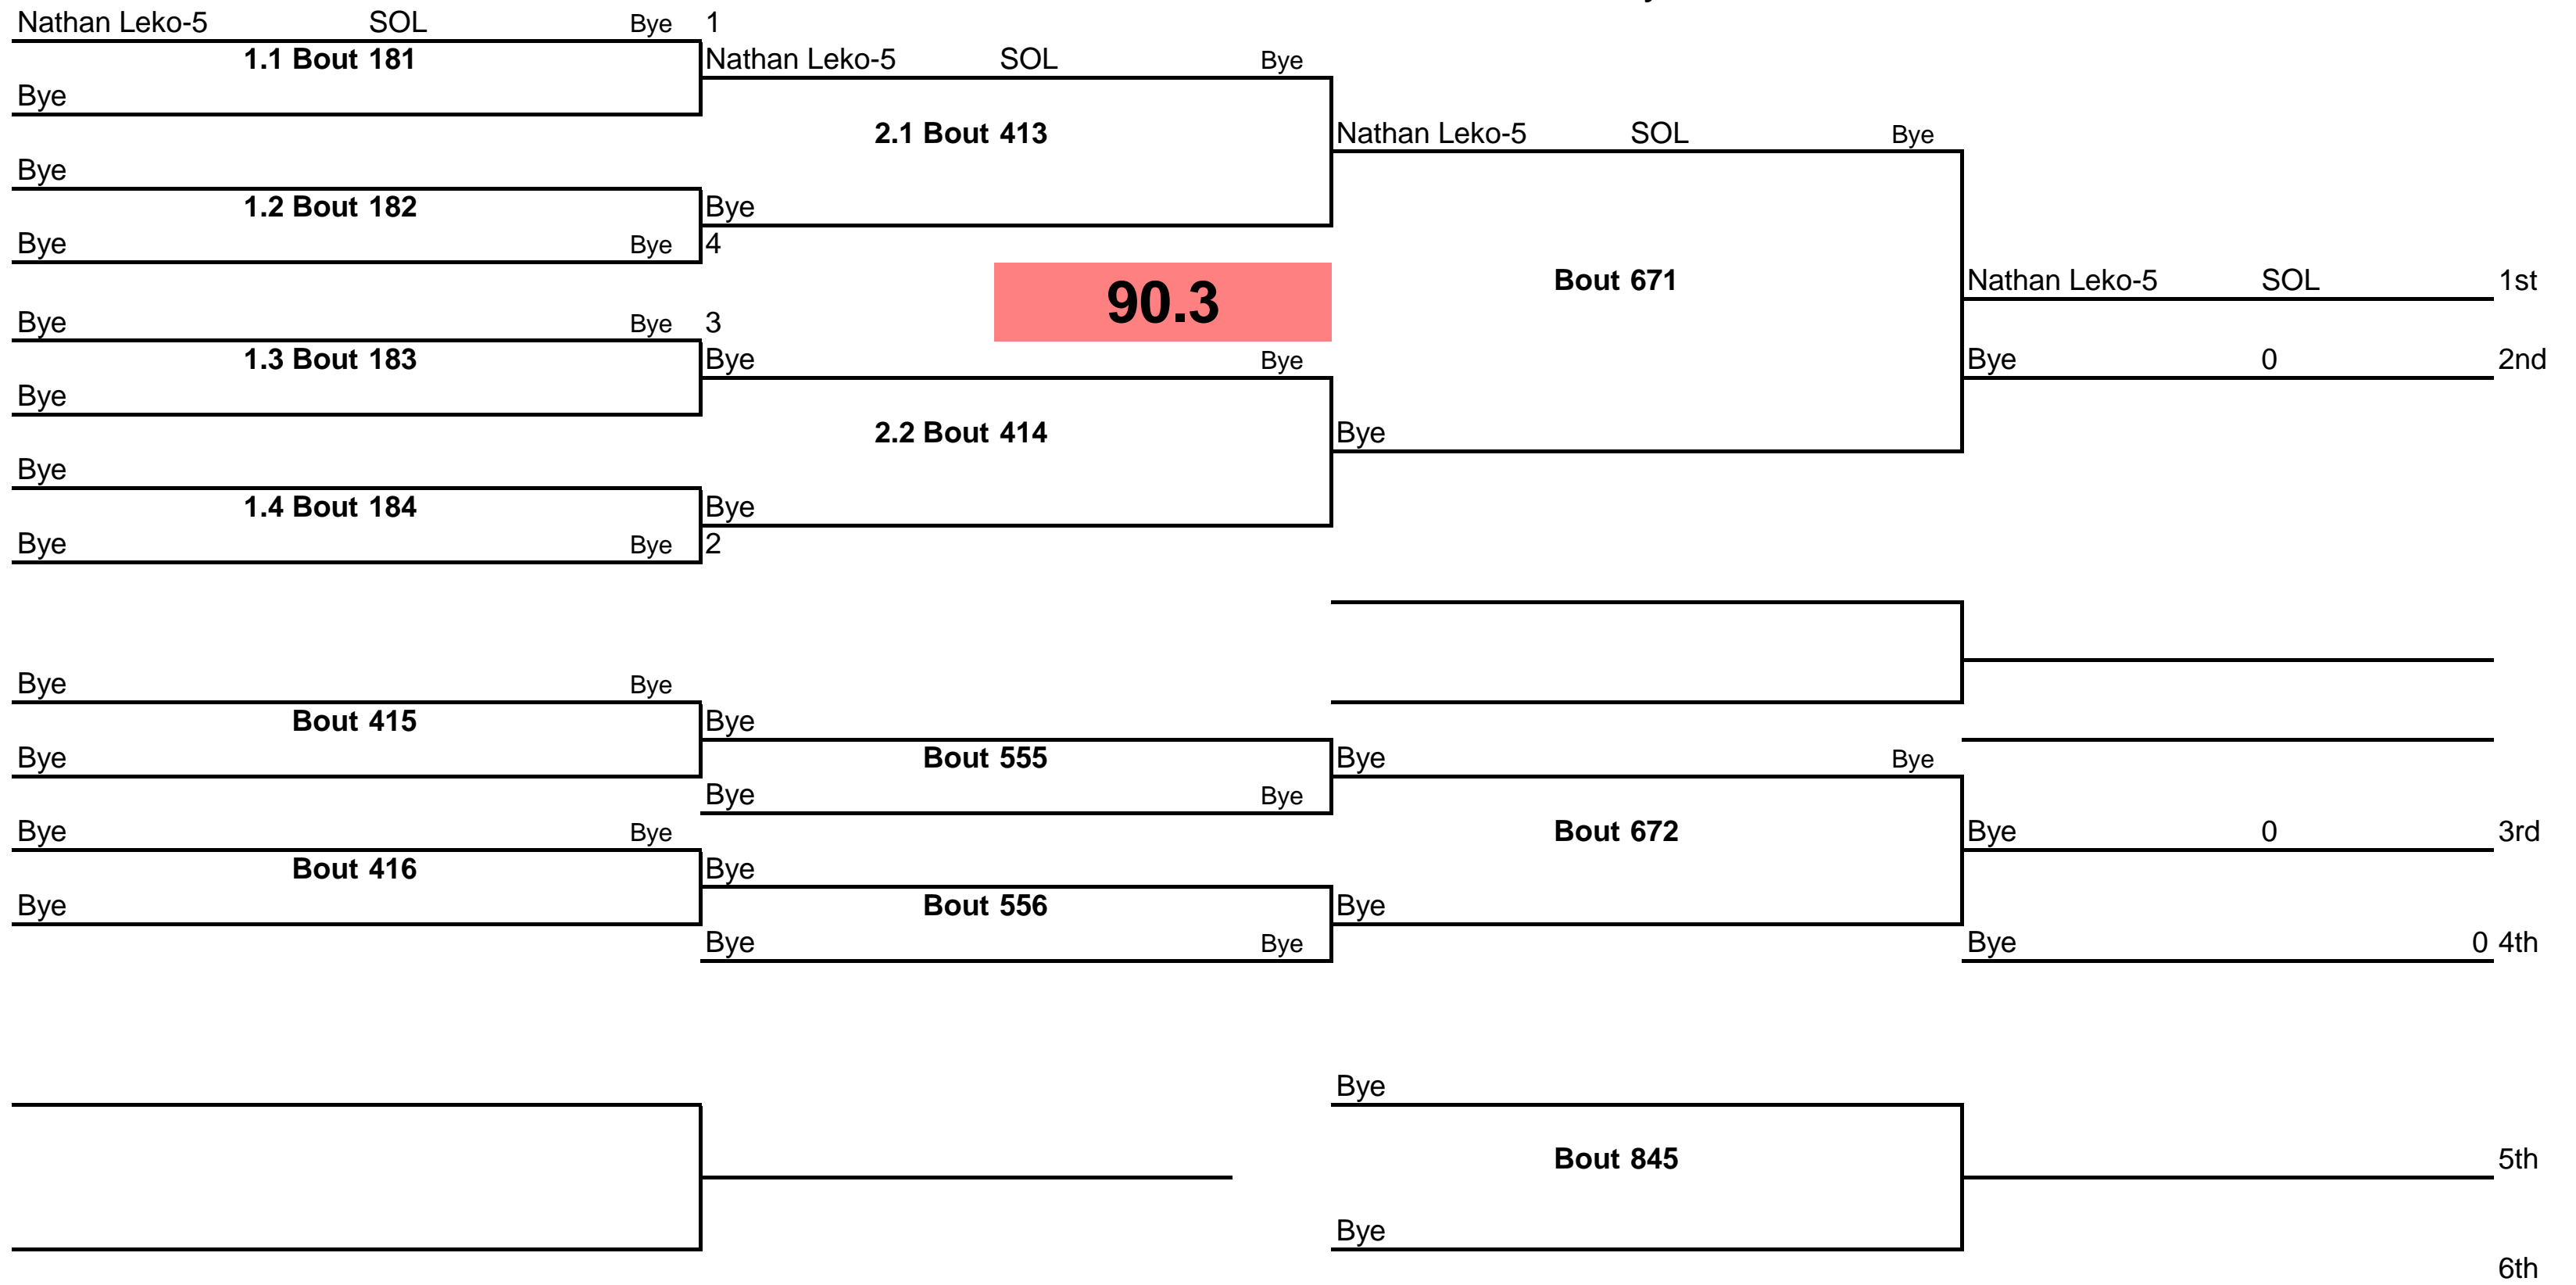 Nathan Leko-5 SOL Bye 1
1.1 Bout 181 Nathan Leko-5 SOL Bye
Bye
2.1 Bout 413 Nathan Leko-5 SOL Bye
Bye
1.2 Bout 182 Bye
Bye Bye 4
90.3 Bout 671 Nathan Leko-5 SOL 1st
Bye Bye 3
1.3 Bout 183 Bye Bye Bye 0 2nd
Bye
2.2 Bout 414 Bye
Bye
1.4 Bout 184 Bye
Bye Bye 2
Bye Bye
Bout 415 Bye
Bye Bout 555 Bye Bye
Bye Bye
Bye Bye Bout 672 Bye 0 3rd
Bout 416 Bye
Bye Bout 556 Bye
Bye Bye Bye 0 4th
Bye
Bout 845 5th
Bye
6th